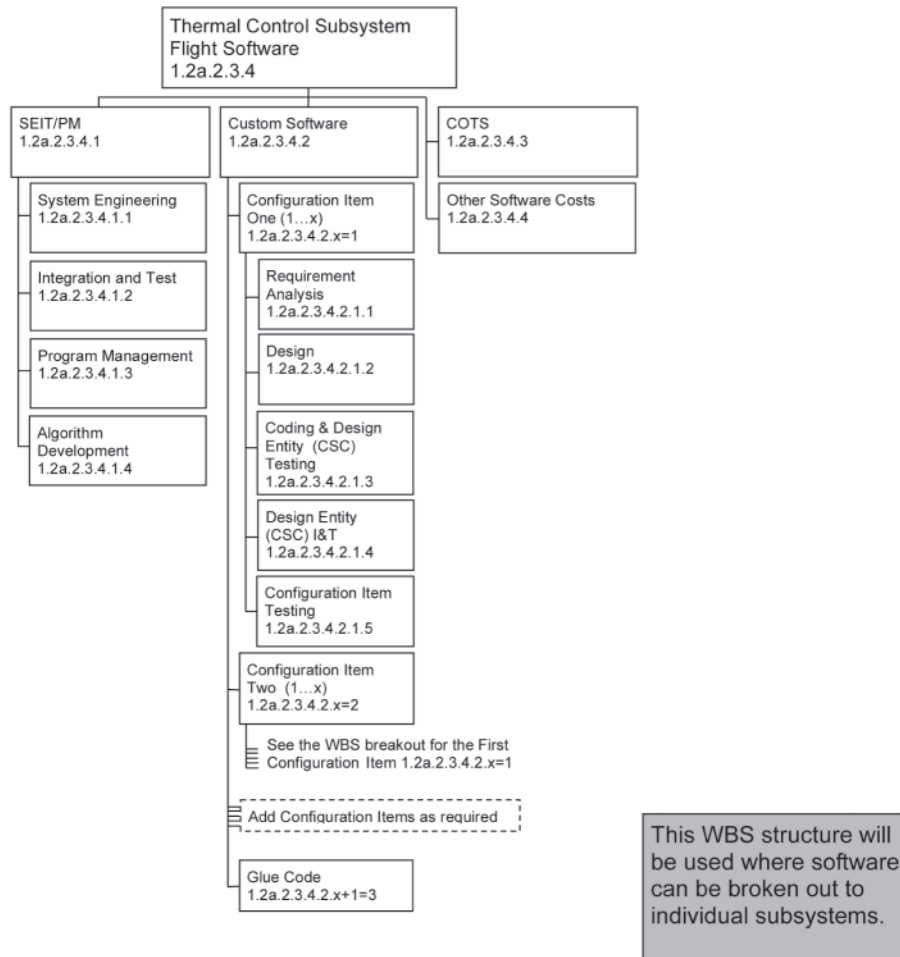 Thermal Control Subsystem
Flight Software
1.2a.2.3.4
SEIT/PM
1.2a.2.3.4.1
System Engineering
1.2a.2.3.4.1.1
Integration and Test
1.2a.2.3.4.1.2
Program Management
1.2a.2.3.4.1.3
Algorithm
Development
1.2a.2.3.4.1.4
Custom Software
1.2a.2.3.4.2
Configuration Item
One (1...x)
1.2a.2.3.4.2.x=1
Requirement
Analysis
1.2a.2.3.4.2.1.1
Design
1.2a.2.3.4.2.1.2
Coding & Design
Entity (CSC)
Testing
1.2a.2.3.4.2.1.3
Design Entity
(CSC) I&T
1.2a.2.3.4.2.1.4
Configuration Item
Testing
1.2a.2.3.4.2.1.5
Configuration Item
Two (1...x)
1.2a.2.3.4.2.x=2
See the WBS breakout for the First
Configuration Item 1.2a.2.3.4.2.x=1
Add Configuration Items as required
Glue Code
1.2a.2.3.4.2.x+1=3
COTS
1.2a.2.3.4.3
Other Software Costs
1.2a.2.3.4.4
This WBS structure will
be used where software
can be broken out to
individual subsystems.